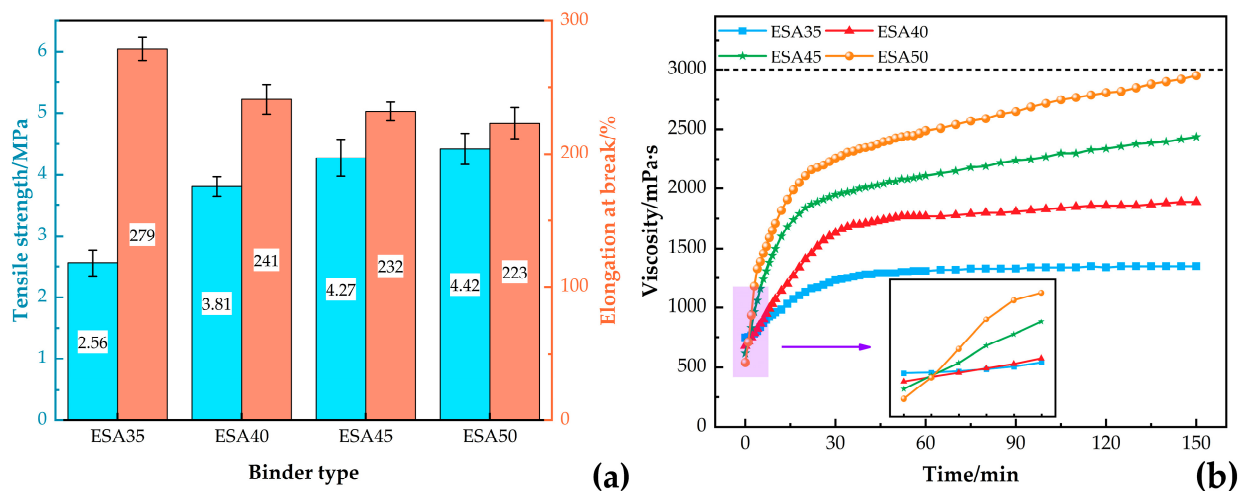 Tensile strength/MPa
0
1
2
3
4
5
6
2.56
279
3.81
241
4.27
232
4.42
223
0
100
200
300
Elongation at break/%
ESA35
ESA40
ESA45
ESA50
Binder type
(a)
ESA35
ESA40
ESA45
ESA50
Viscosity/mPa·s
3000
2500
2000
1500
1000
500
0
0
30
60
90
120
150
Time/min
(b)